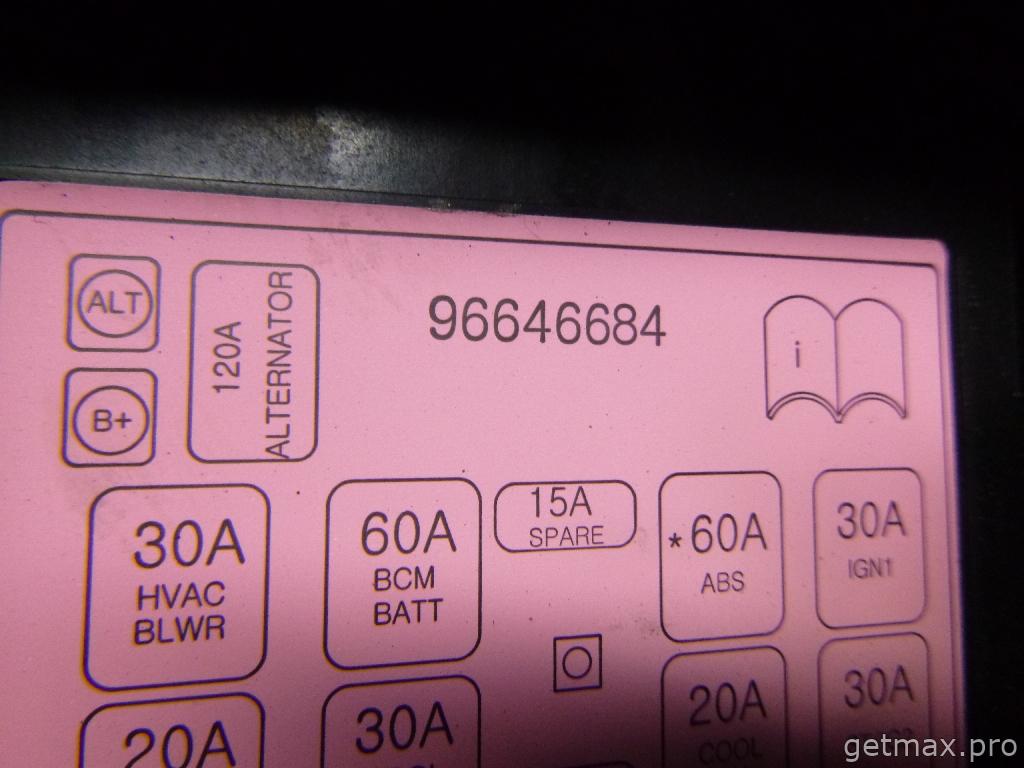 ALT
120A
ALTERNATOR
96646684
i
B+
30A
HVAC
BLWR
60A
BCM
BATT
15A
SPARE
*60A
ABS
30A
IGN1
20A
30A
20A
COOL
30A
getmax.pro